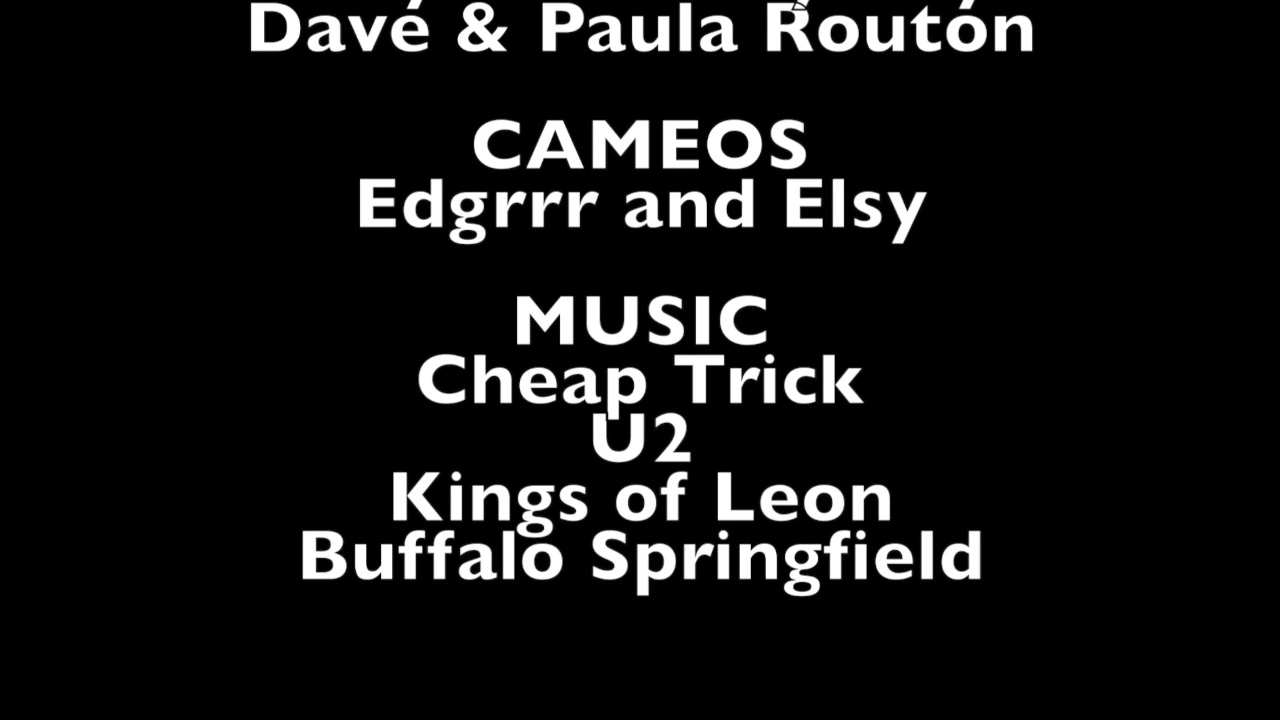 Dave & Paula Routon
CAMEOS
Edgrrr and Elsy
MUSIC
Cheap Trick
U2
Kings of Leon
Buffalo Springfield